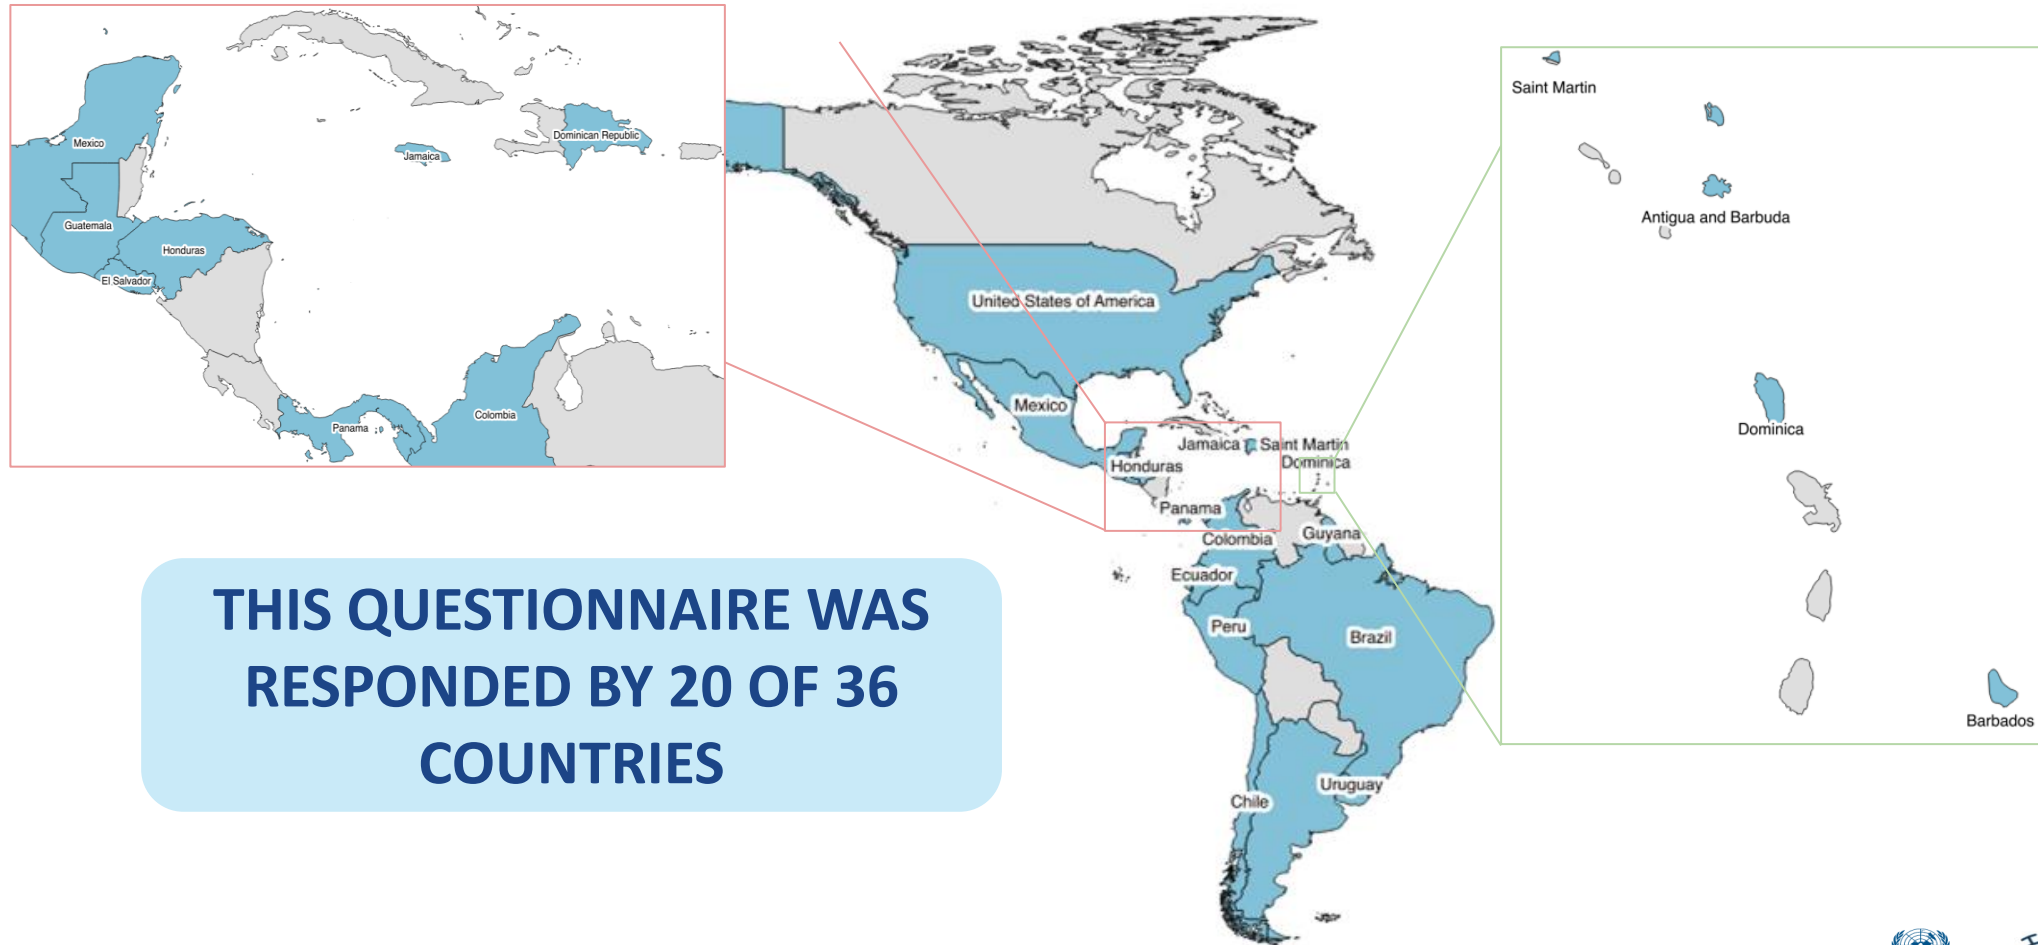 Mexico
Guatemala
Honduras
El Salvador
Jamaica
Dominican Republic
Panama
Colombia
United States of America
Mexico
Jamaica
Saint Martin
Honduras
Dominica
Panama
Colombia
Guyana
Ecuador
Peru
Brazil
Uruguay
Chile
Saint Martin
Antigua and Barbuda
Dominica
Barbados
THIS QUESTIONNAIRE WAS
RESPONDED BY 20 OF 36
COUNTRIES